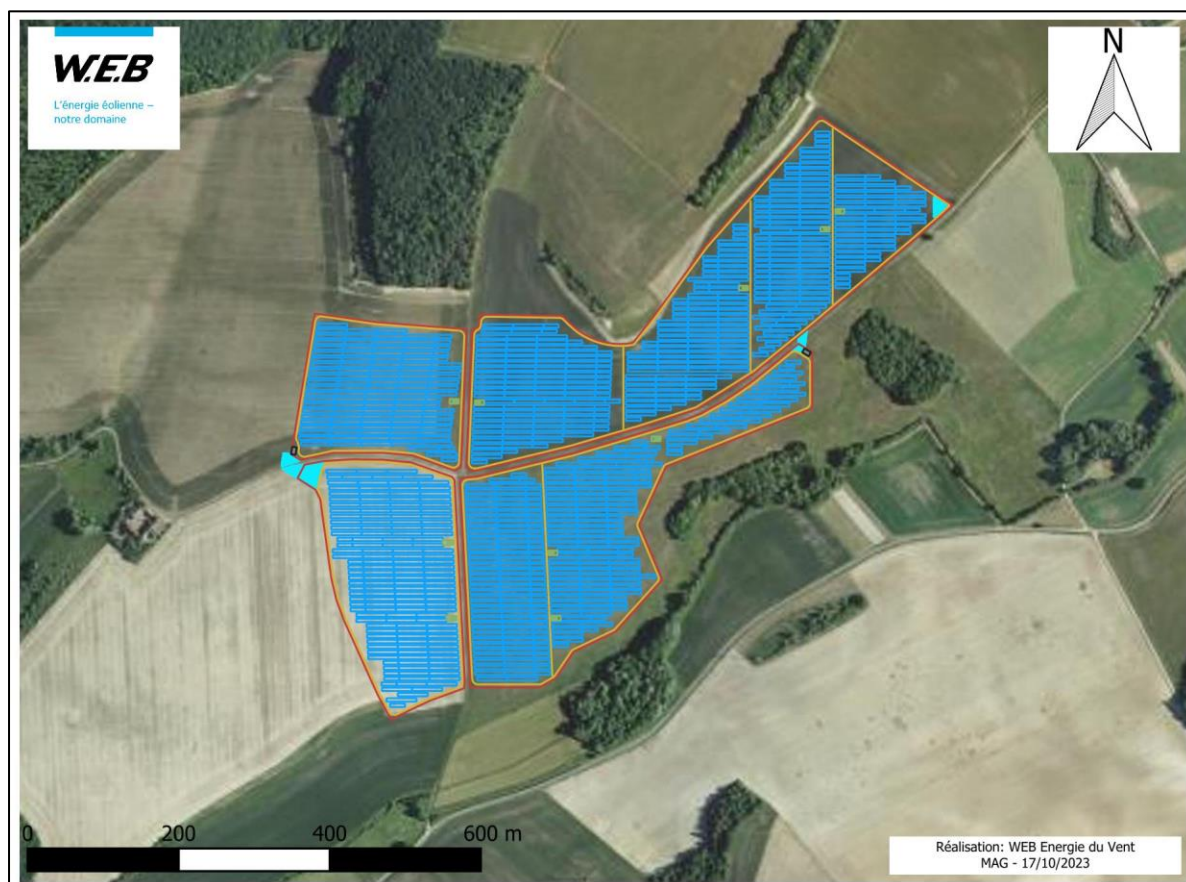 W.E.B
L'énergie éolienne –
notre domaine
N
0 200 400 600 m
Réalisation: WEB Energie du Vent
MAG - 17/10/2023